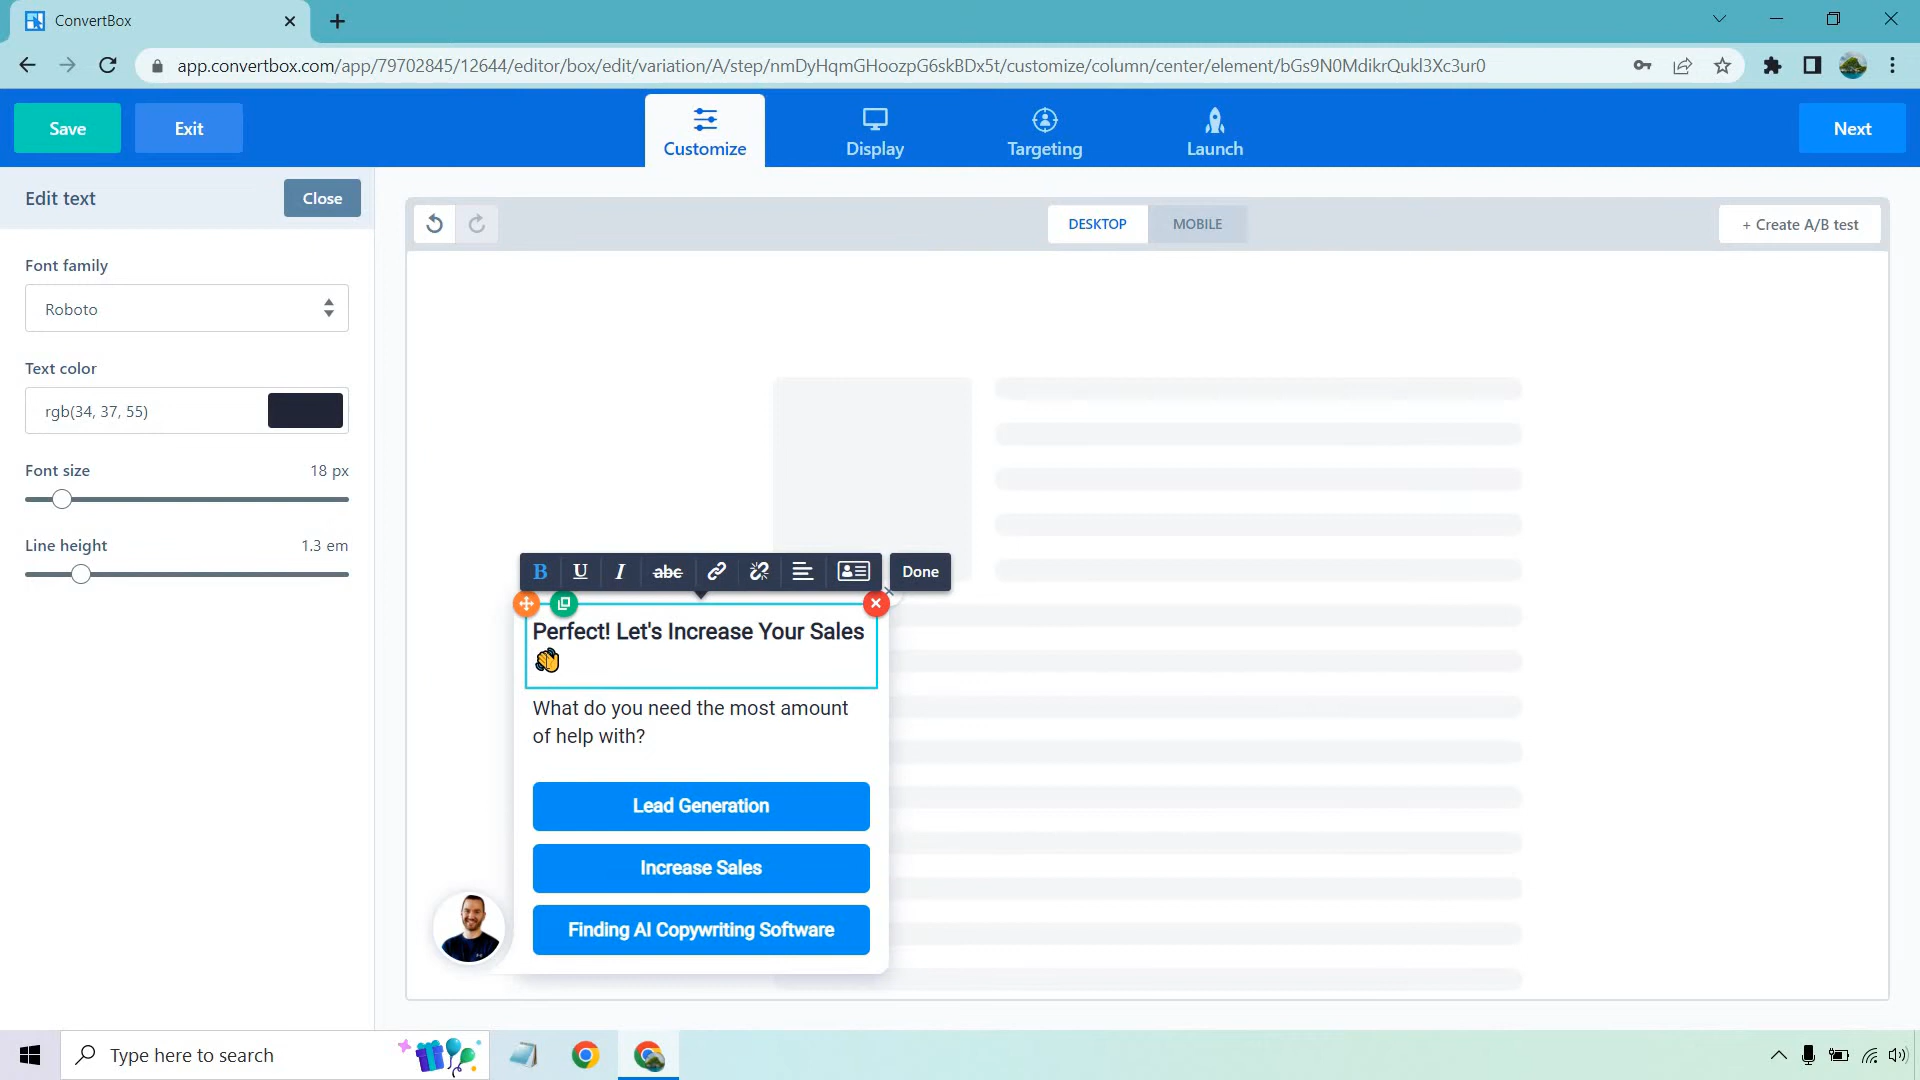 ConvertBox
app.convertbox.com/app/79702845/12644/editor/box/edit/variation/A/step/nmDyHqmGHoozpG6skBDx5t/customize/column/center/element/bGs9N0MdikrQukl3Xc3ur0
Save
Exit
Customize
Display
Targeting
Launch
Next
Edit text
Close
DESKTOP
MOBILE
+ Create A/B test
Font family
Roboto
Text color
rgb(34, 37, 55)
Font size
18 px
Line height
1.3 em
B U I abc
Done
Perfect! Let's Increase Your Sales
👏
What do you need the most amount
of help with?
Lead Generation
Increase Sales
Finding AI Copywriting Software
Type here to search